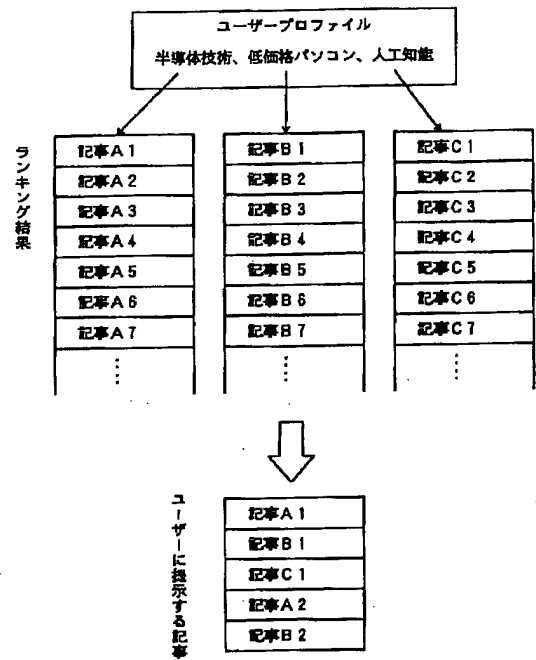 ユーザープロファイル
半導体技術、低価格パソコン、人工知能
ランキング結果
記事A1
記事A2
記事A3
記事A4
記事A5
記事A6
記事A7
⋮
記事B1
記事B2
記事B3
記事B4
記事B5
記事B6
記事B7
⋮
記事C1
記事C2
記事C3
記事C4
記事C5
記事C6
記事C7
⋮
ユーザーに提示する記事
記事A1
記事B1
記事C1
記事A2
記事B2